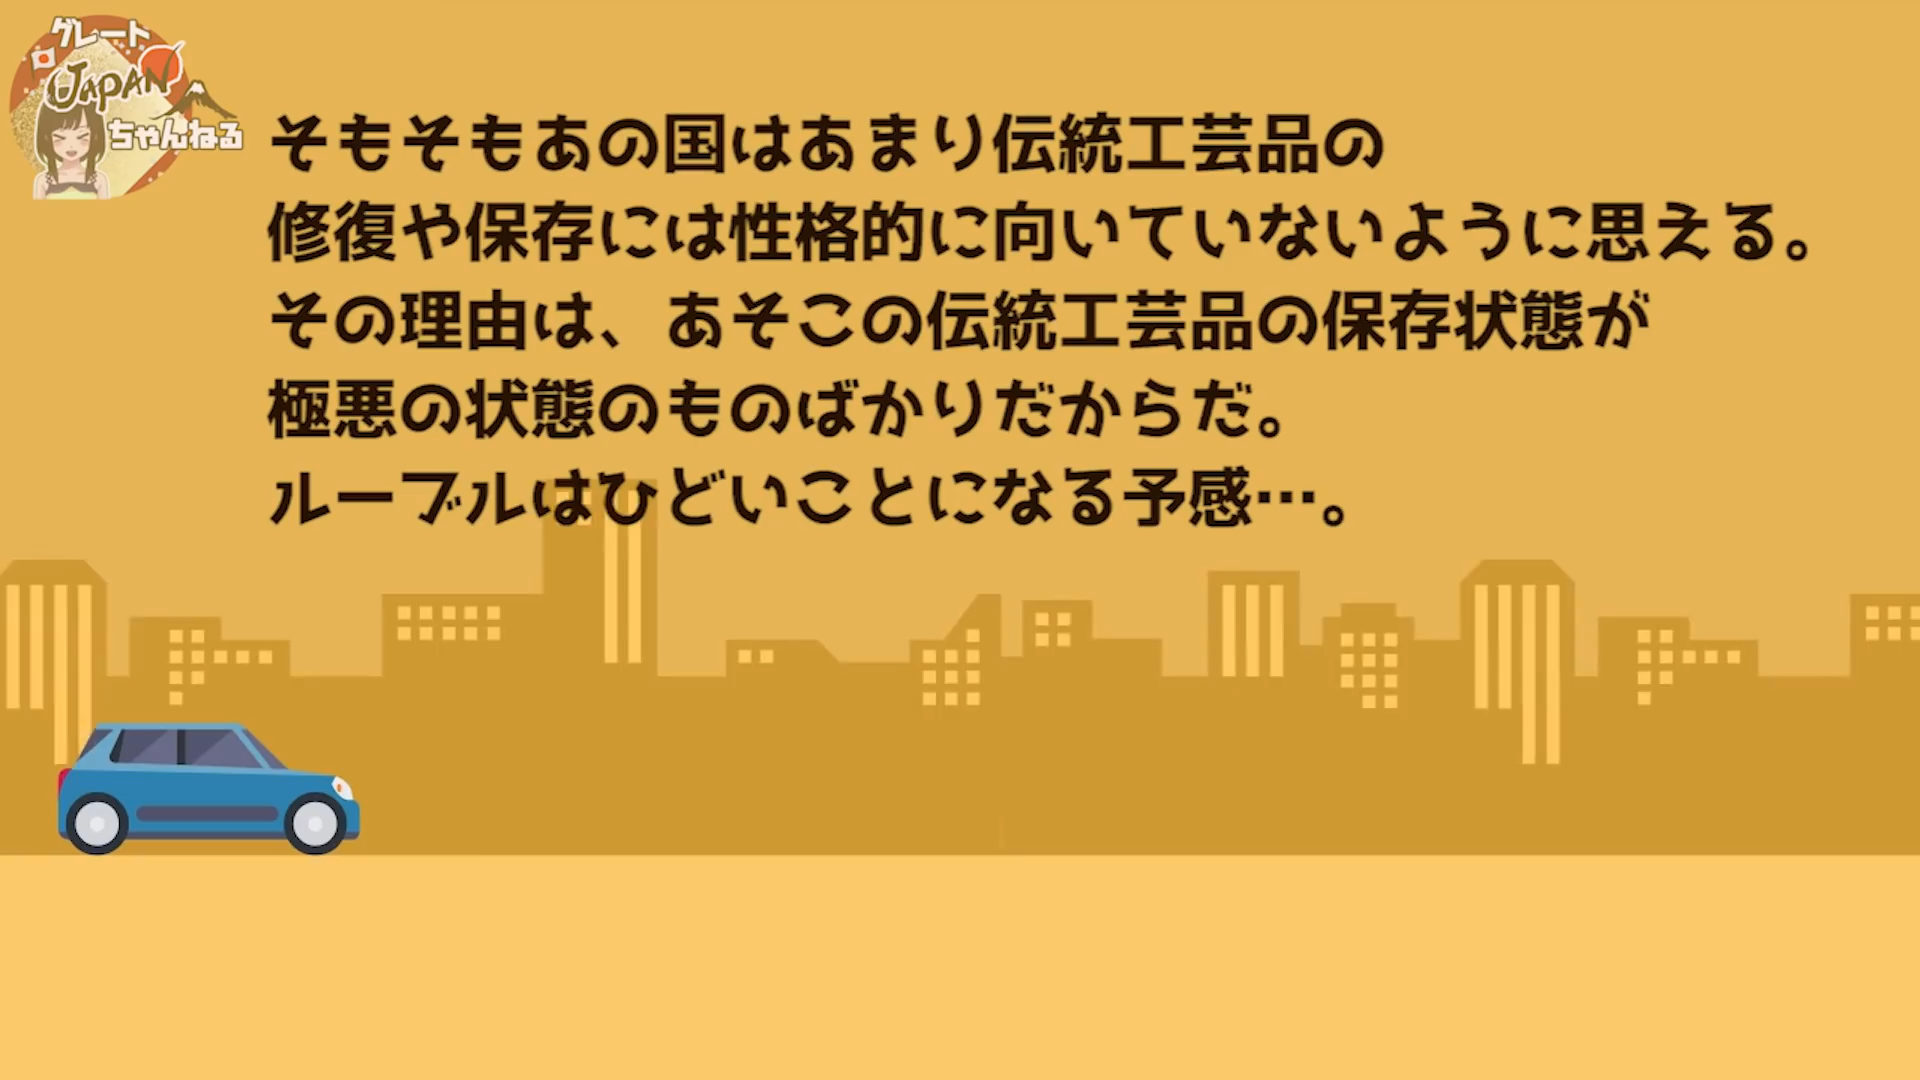 グレート
JAPAN
ちゃんねる
そもそもあの国はあまり伝統工芸品の
修復や保存には性格的に向いていないように思える。
その理由は、あそこの伝統工芸品の保存状態が
極悪の状態のものばかりだからだ。
ルーブルはひどいことになる予感…。